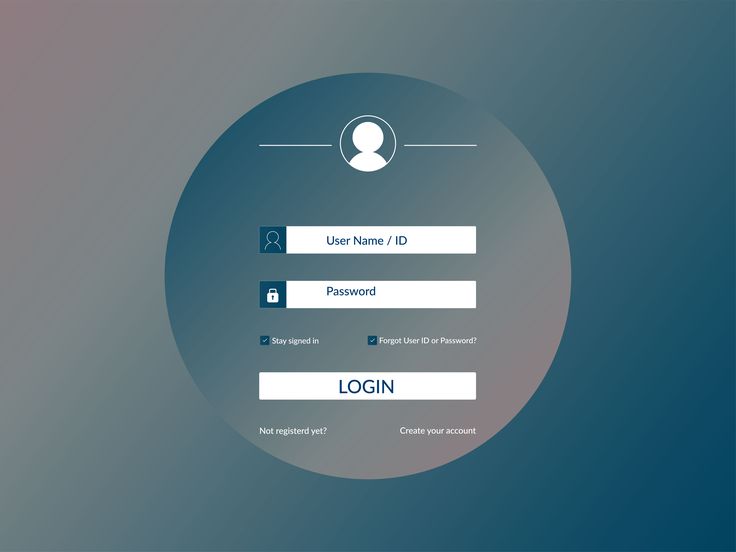 User Name / ID
Password
Stay signed in
Forgot User ID or Password?
LOGIN
Not registerd yet?
Create your account